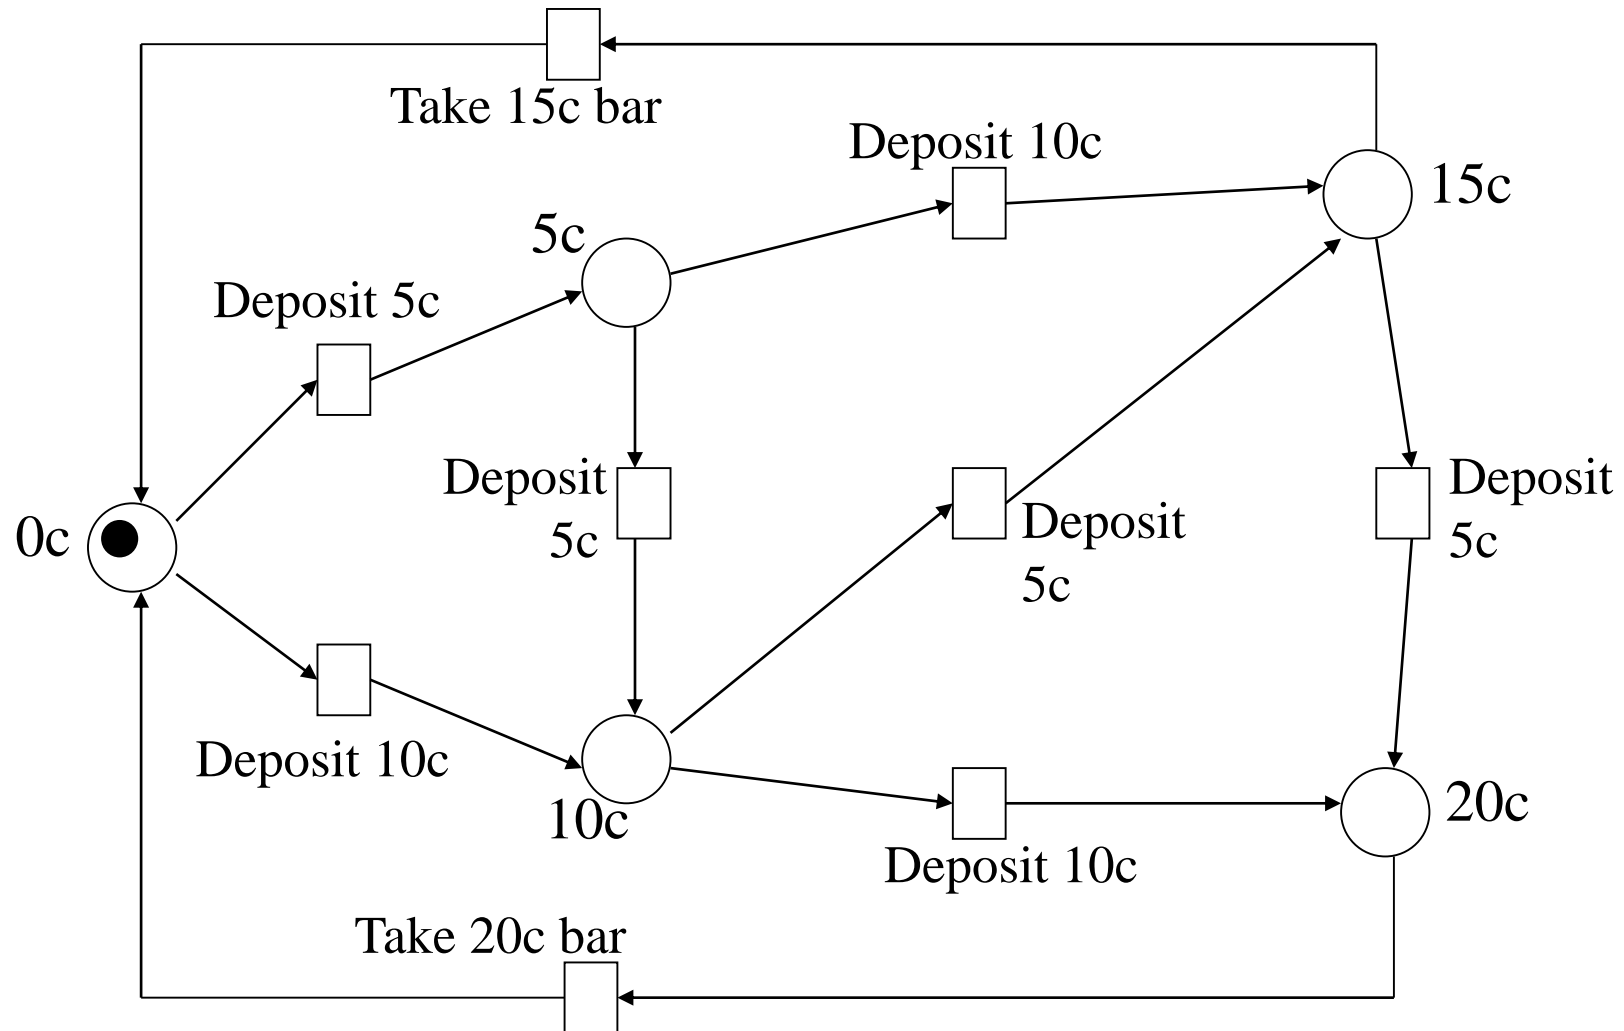 Take 15c bar
Deposit 10c
15c
5c
Deposit 5c
Deposit
5c
Deposit
5c
Deposit
5c
0c
Deposit 10c
10c
20c
Deposit 10c
Take 20c bar